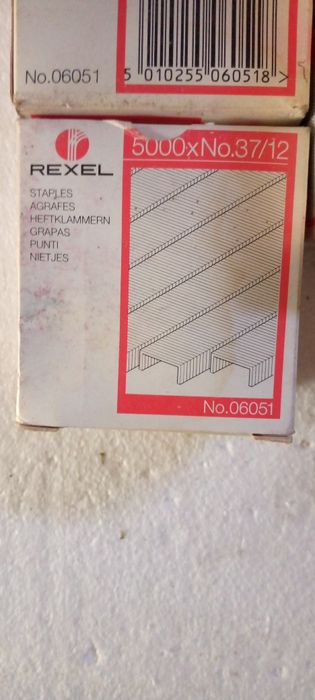 No.06051
5 010255 060518 >
REXEL
5000xNo.37/12
STAPLES
AGRAFES
HEFTKLAMMERN
GRAPAS
PUNTI
NIETJES
No.06051